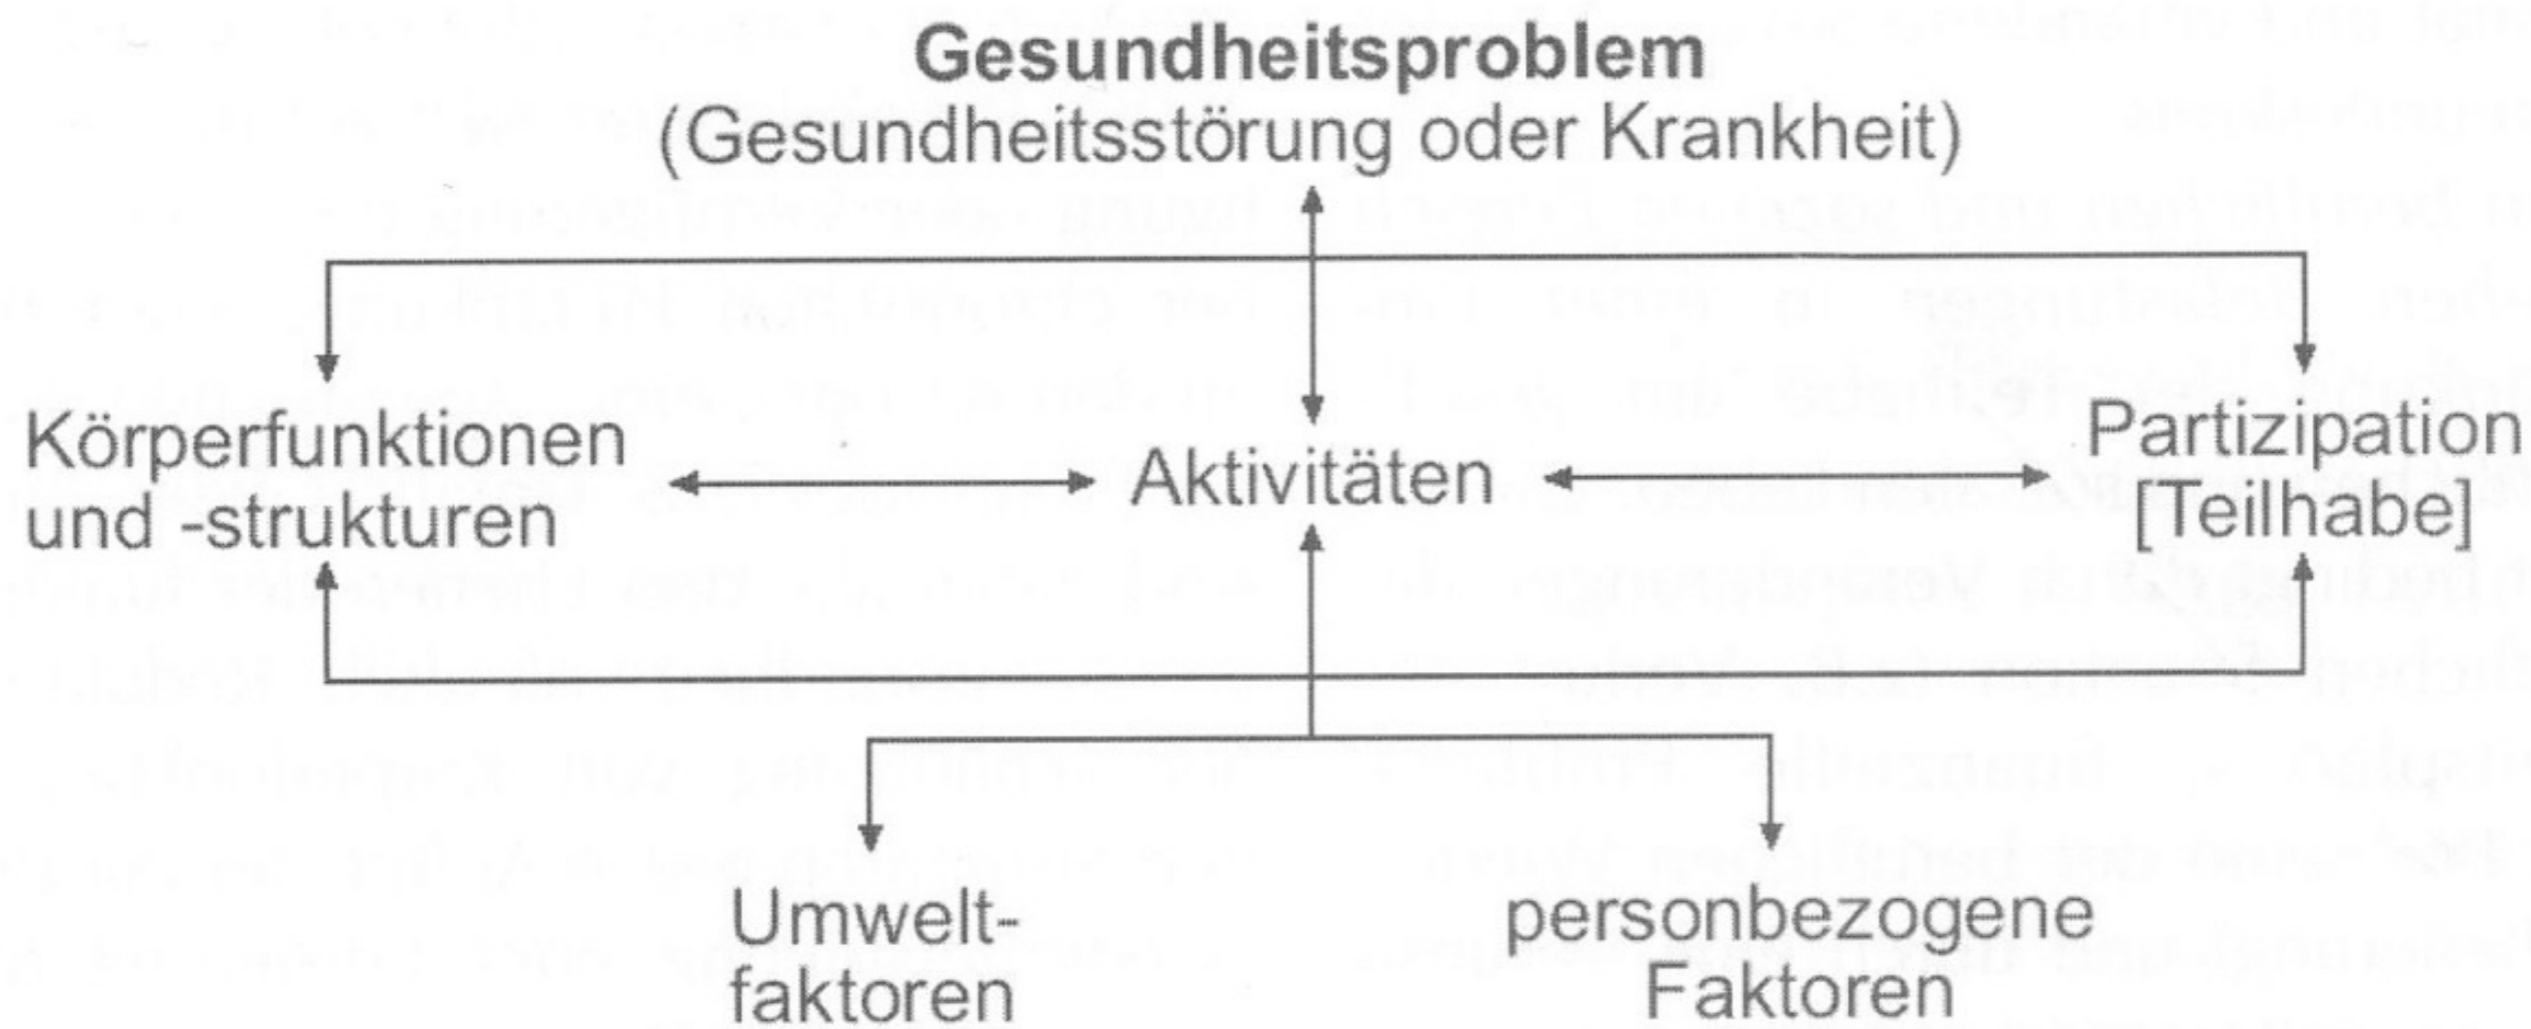 Gesundheitsproblem
(Gesundheitsstörung oder Krankheit)
Körperfunktionen
und -strukturen
Aktivitäten
Partizipation
[Teilhabe]
Umwelt-
faktoren
personbezogene
Faktoren